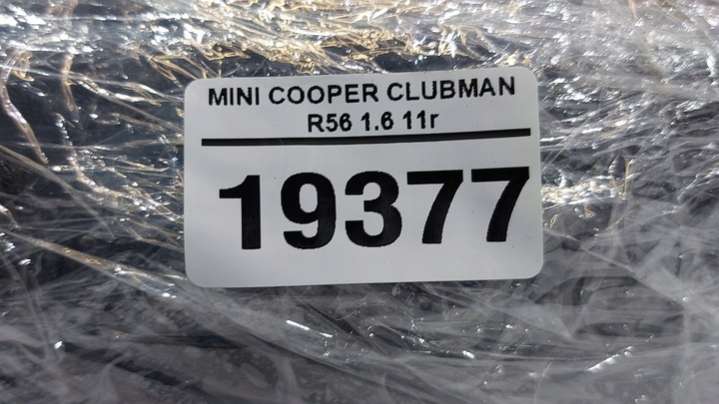 MINI COOPER CLUBMAN
R56 1.6 11r
19377